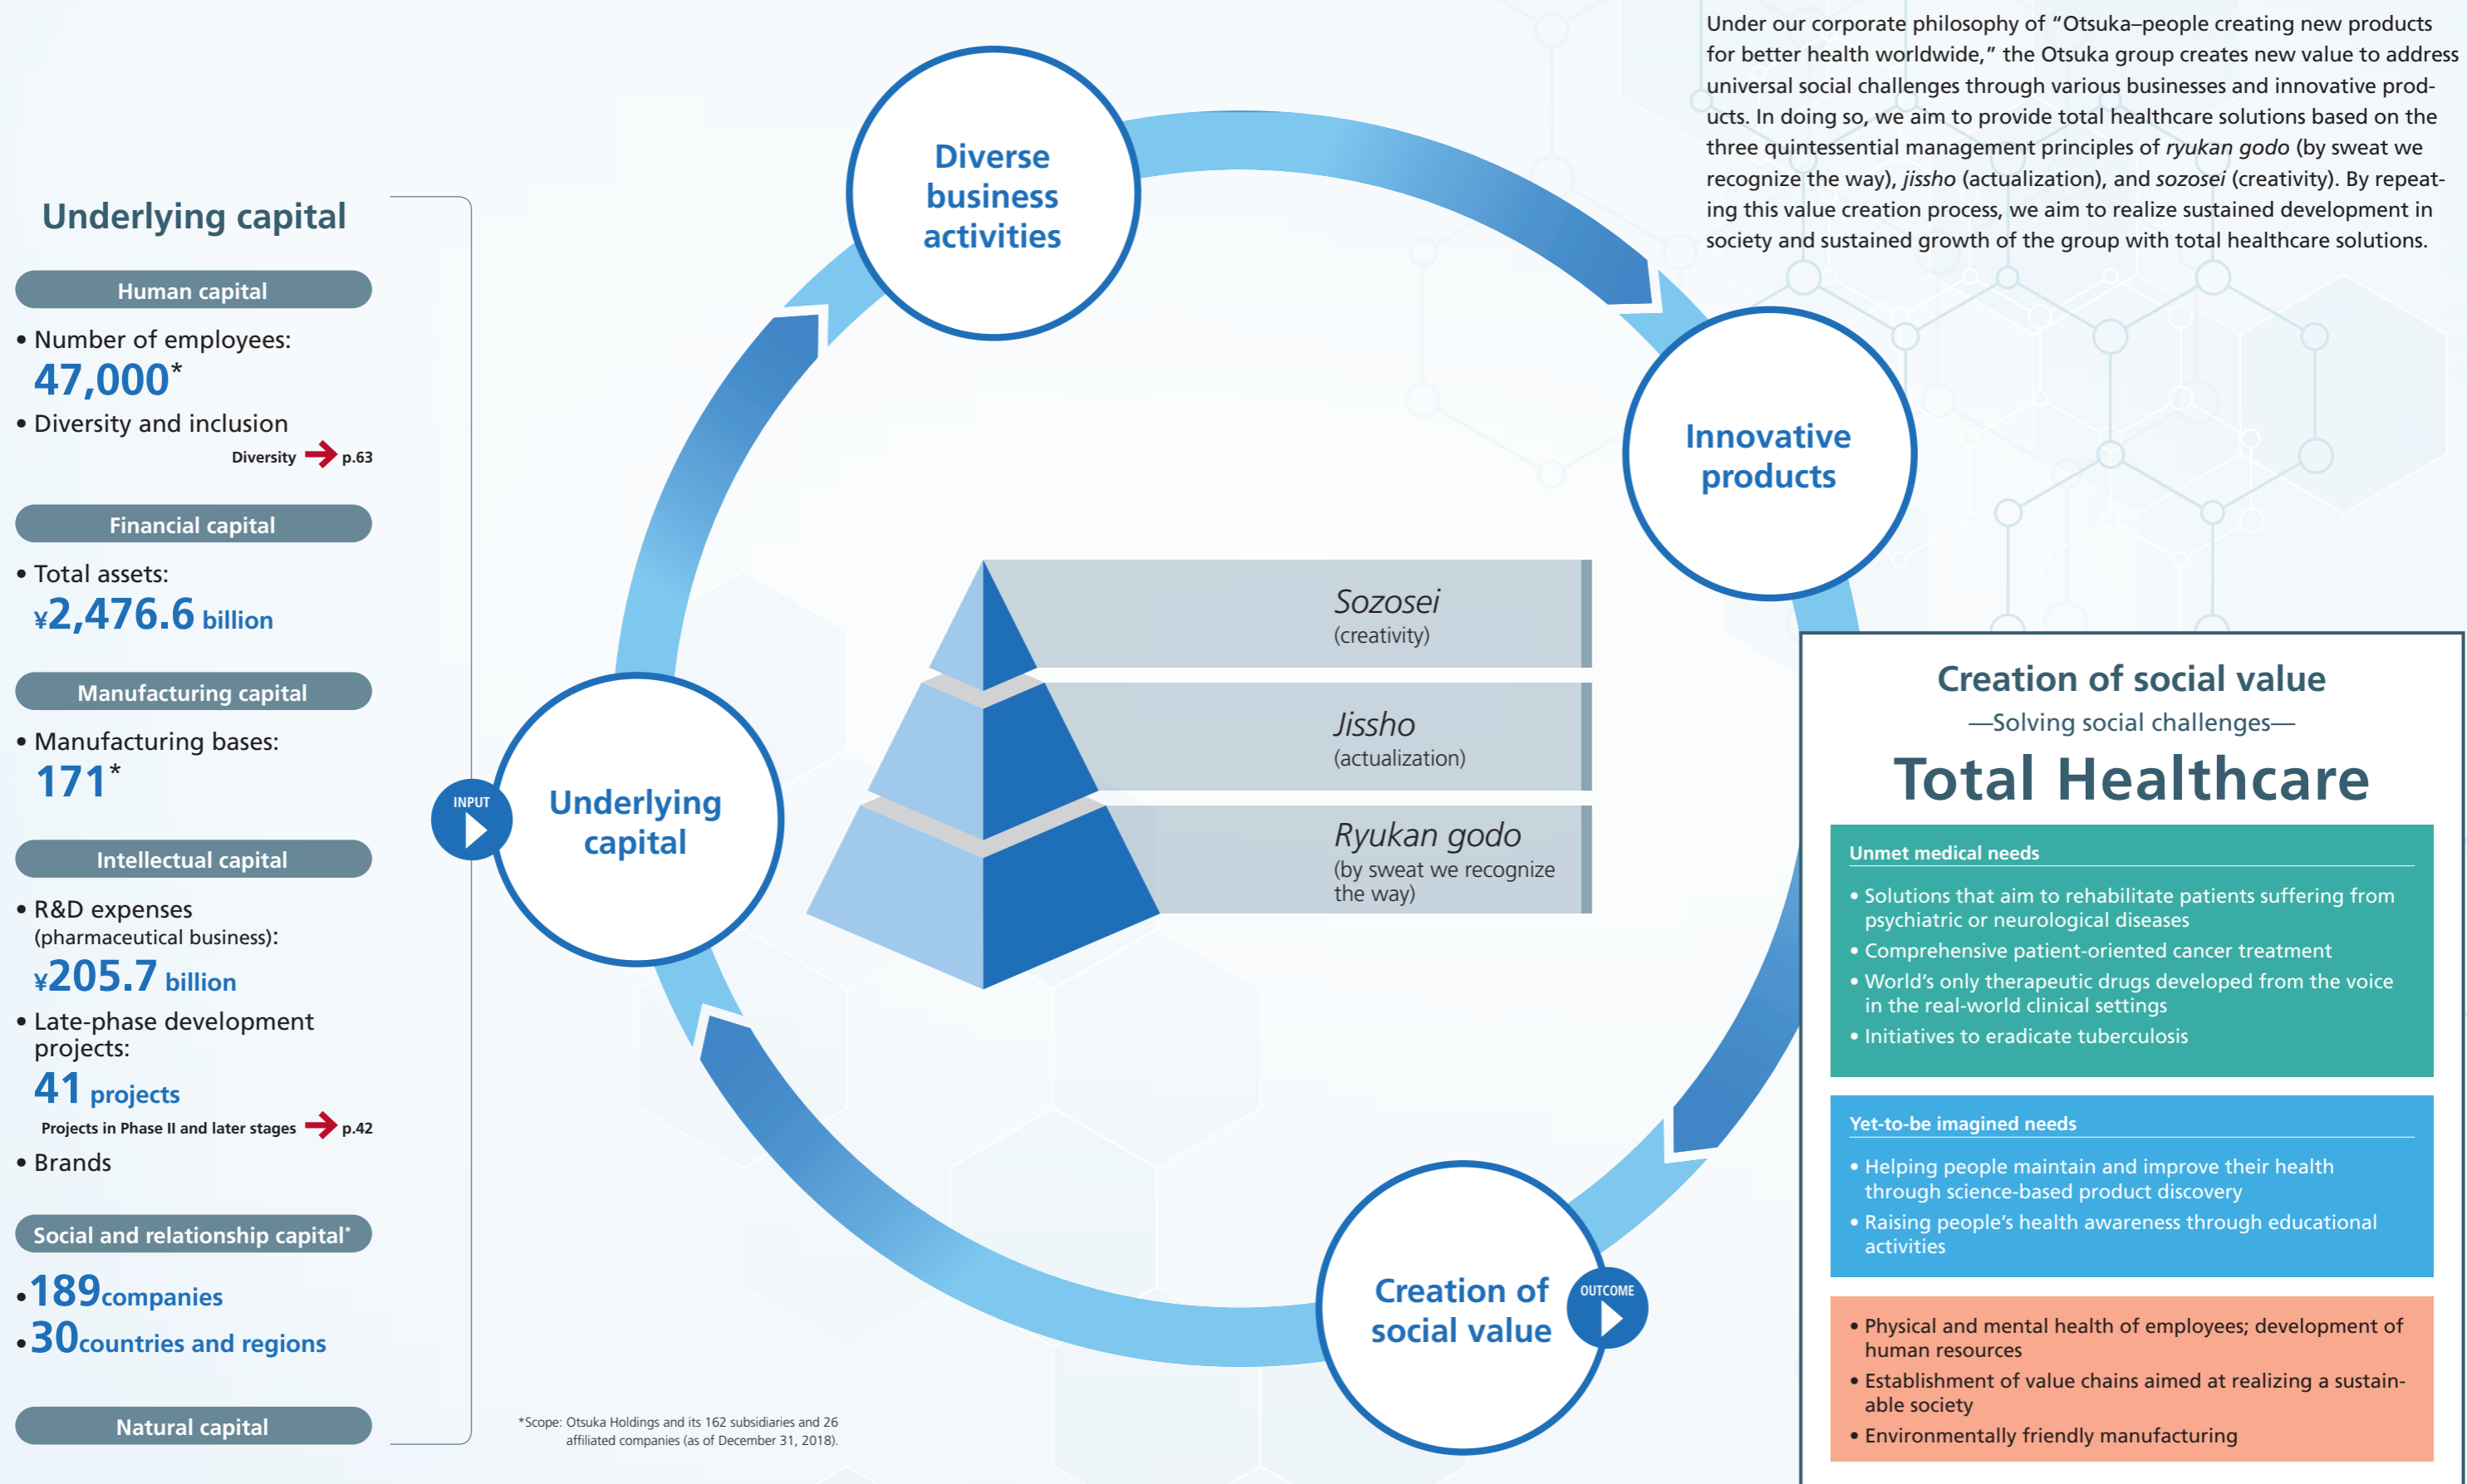 Under our corporate philosophy of “Otsuka–people creating new products
for better health worldwide,” the Otsuka group creates new value to address
universal social challenges through various businesses and innovative prod-
ucts. In doing so, we aim to provide total healthcare solutions based on the
three quintessential management principles of ryukan godo (by sweat we
recognize the way), jissho (actualization), and sozosei (creativity). By repeat-
ing this value creation process, we aim to realize sustained development in
society and sustained growth of the group with total healthcare solutions.
Underlying capital
Human capital
• Number of employees:
47,000*
• Diversity and inclusion
Diversity → p.63
Financial capital
• Total assets:
¥2,476.6 billion
Manufacturing capital
• Manufacturing bases:
171*
Intellectual capital
• R&D expenses
(pharmaceutical business):
¥205.7 billion
• Late-phase development
projects:
41 projects
Projects in Phase II and later stages → p.42
• Brands
Social and relationship capital*
• 189 companies
• 30 countries and regions
Natural capital
INPUT
Underlying
capital
Diverse
business
activities
Innovative
products
Creation of
social value
OUTCOME
Sozosei
(creativity)
Jissho
(actualization)
Ryukan godo
(by sweat we recognize
the way)
*Scope: Otsuka Holdings and its 162 subsidiaries and 26
affiliated companies (as of December 31, 2018).
Creation of social value
—Solving social challenges—
Total Healthcare
Unmet medical needs
• Solutions that aim to rehabilitate patients suffering from
psychiatric or neurological diseases
• Comprehensive patient-oriented cancer treatment
• World’s only therapeutic drugs developed from the voice
in the real-world clinical settings
• Initiatives to eradicate tuberculosis
Yet-to-be imagined needs
• Helping people maintain and improve their health
through science-based product discovery
• Raising people’s health awareness through educational
activities
• Physical and mental health of employees; development of
human resources
• Establishment of value chains aimed at realizing a sustain-
able society
• Environmentally friendly manufacturing